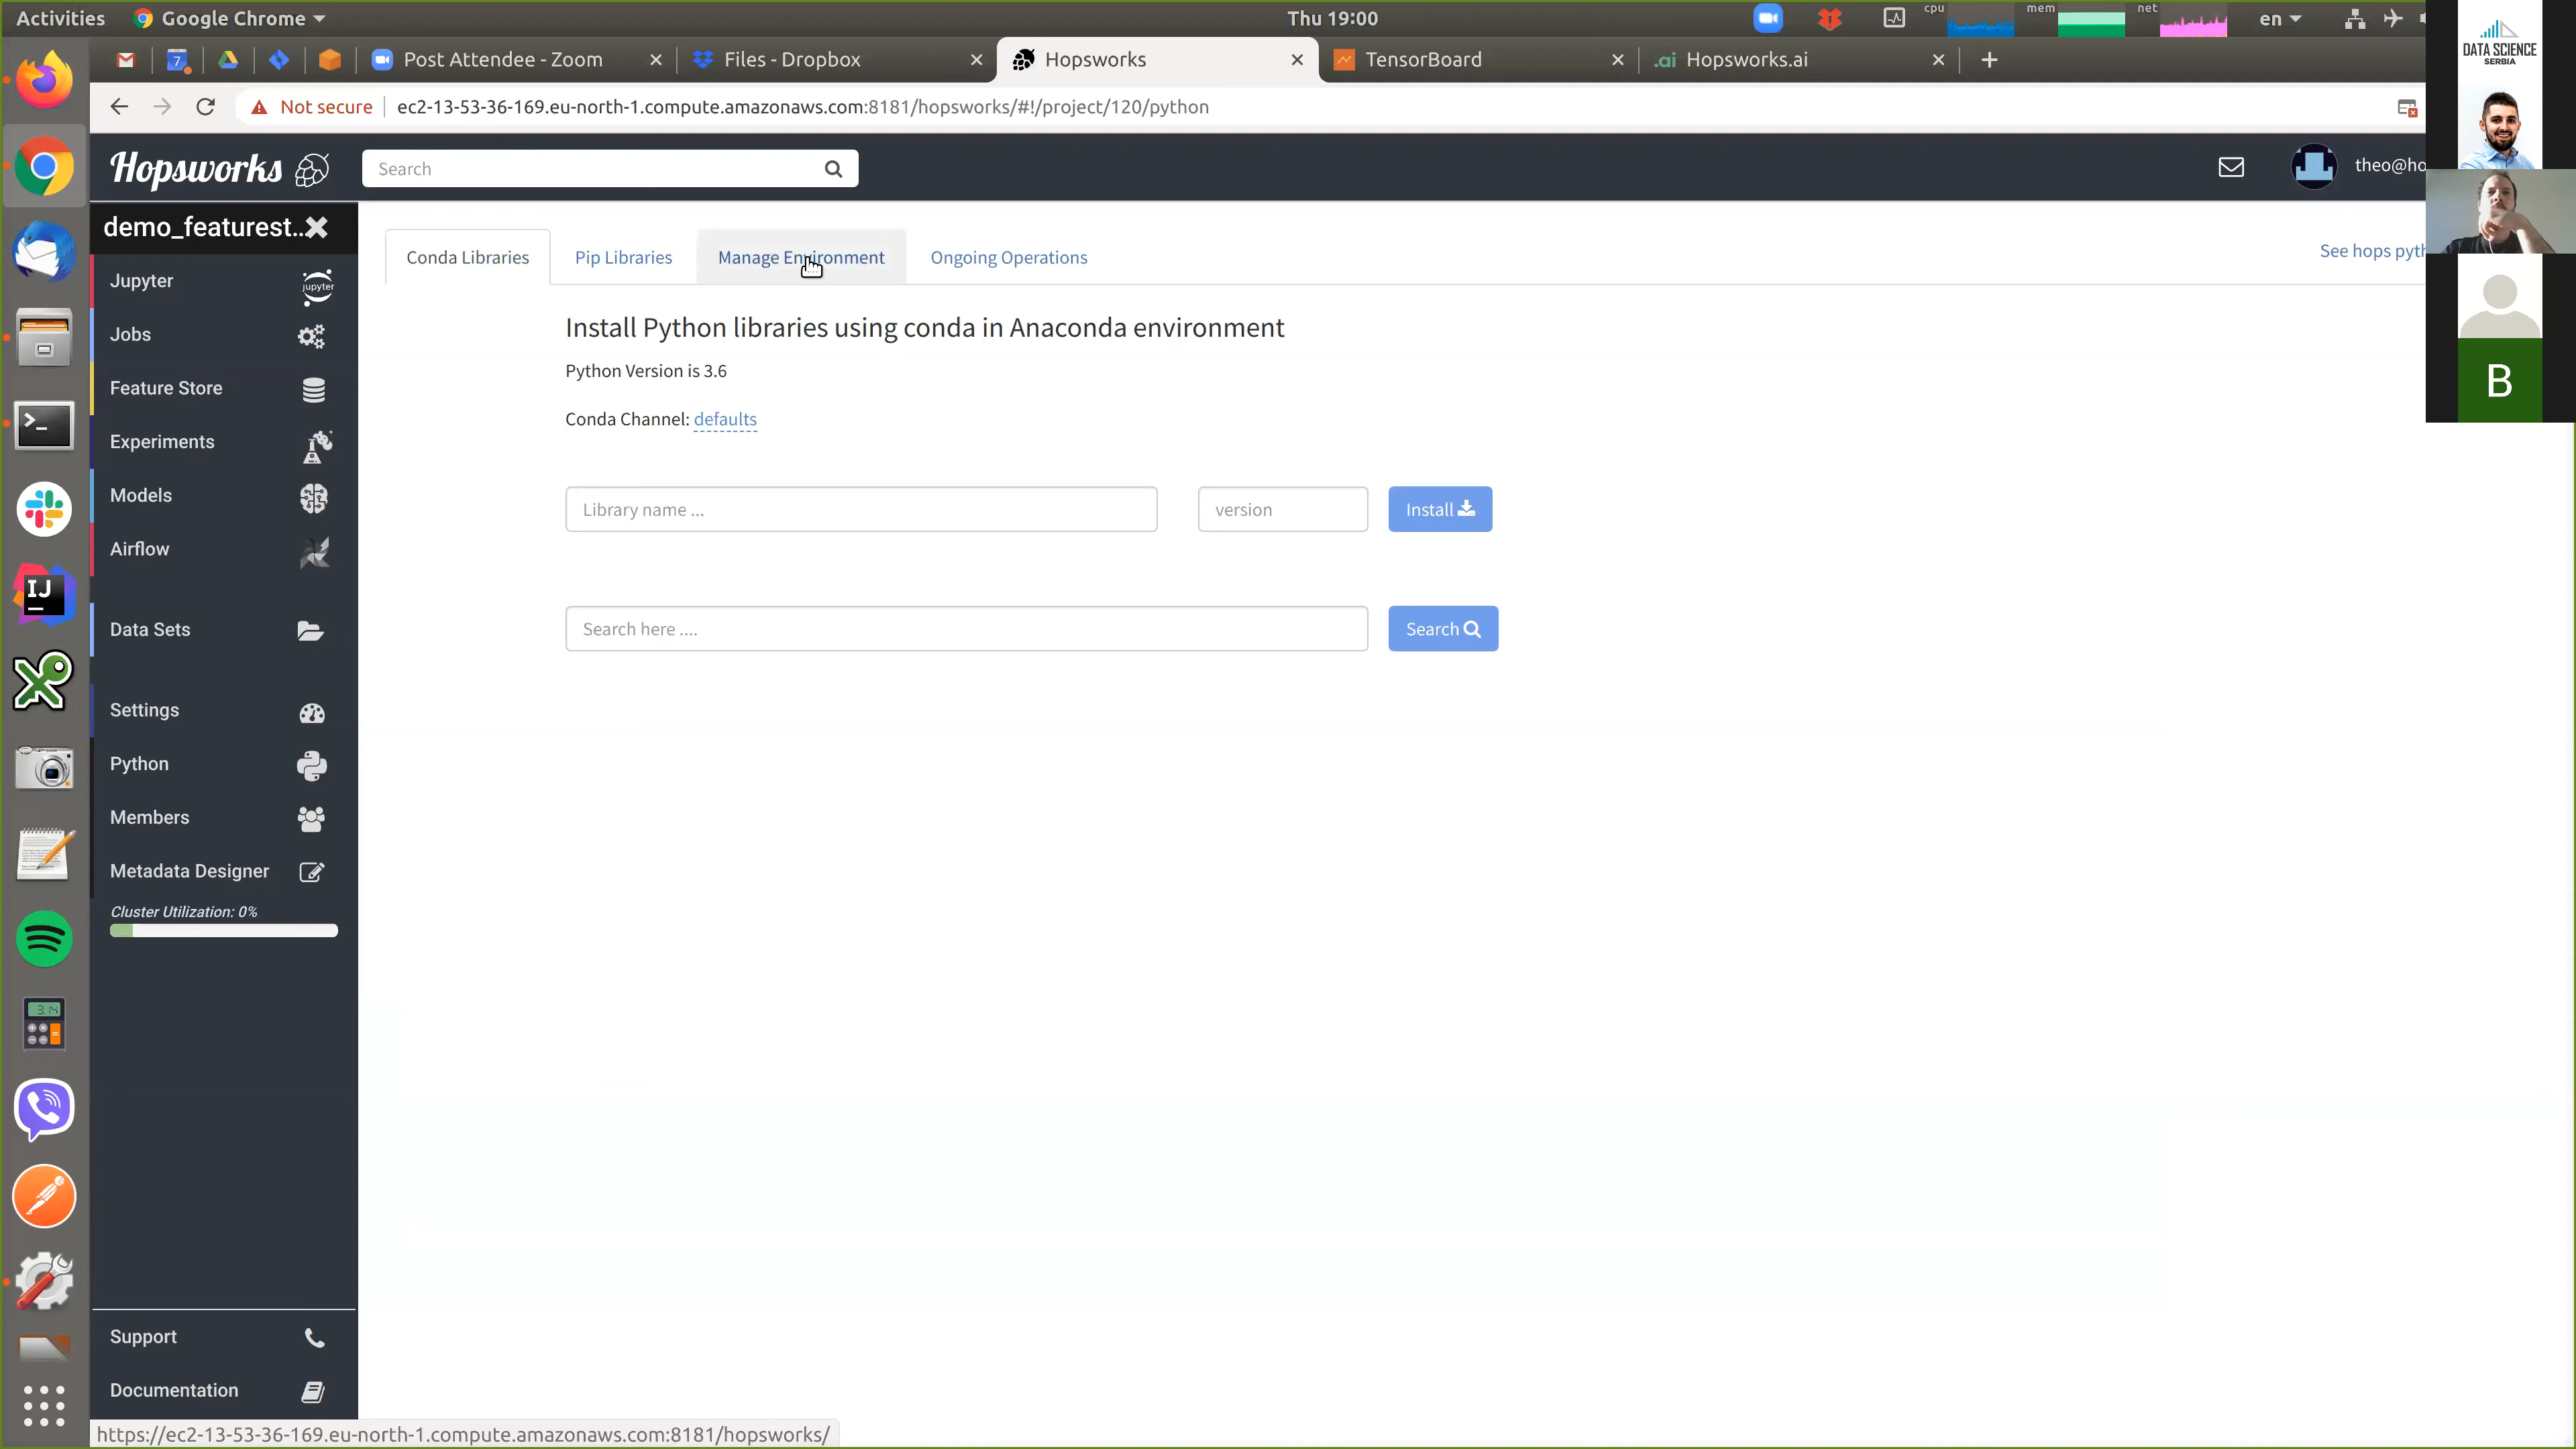 Activities
Google Chrome
Thu 19:00
cpu
mem
net
en
7
Post Attendee - Zoom
Files - Dropbox
Hopsworks
TensorBoard
.ai Hopsworks.ai
Not secure
ec2-13-53-36-169.eu-north-1.compute.amazonaws.com:8181/hopsworks/#!/project/120/python
DATA SCIENCE
SERBIA
Hopsworks
Search
theo@ho
demo_featurest..
Conda Libraries
Pip Libraries
Manage Environment
Ongoing Operations
See hops pyth
Jupyter
jupyter
Jobs
Feature Store
Experiments
Models
Airflow
Data Sets
Settings
Python
Members
Metadata Designer
Cluster Utilization: 0%
Install Python libraries using conda in Anaconda environment
Python Version is 3.6
Conda Channel: defaults
Library name ...
version
Install
Search here ....
Search
B
IJ
3.14
Support
Documentation
https://ec2-13-53-36-169.eu-north-1.compute.amazonaws.com:8181/hopsworks/